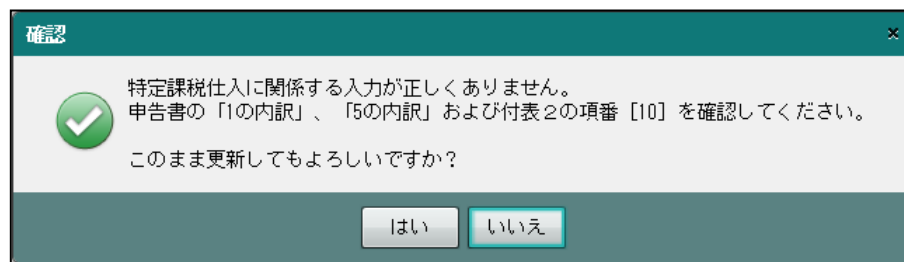 確認
特定課税仕入に関係する入力が正しくありません。
申告書の「1の内訳」、「5の内訳」および付表2の項番 [10] を確認してください。
このまま更新してもよろしいですか？
はい
いいえ